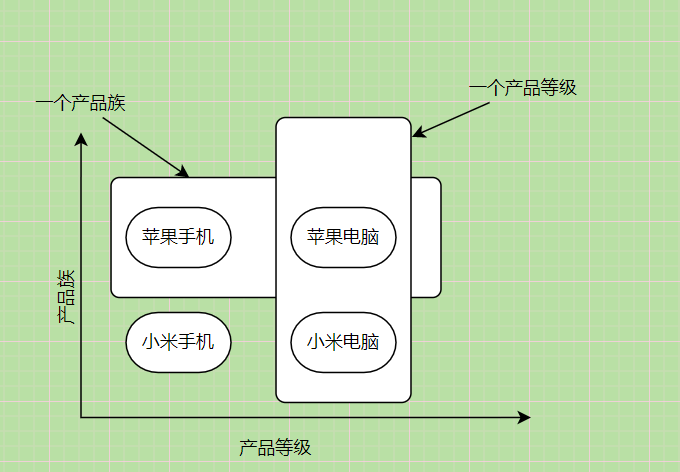 一个产品等级
一个产品族
苹果手机
苹果电脑
产品族
小米手机
小米电脑
产品等级